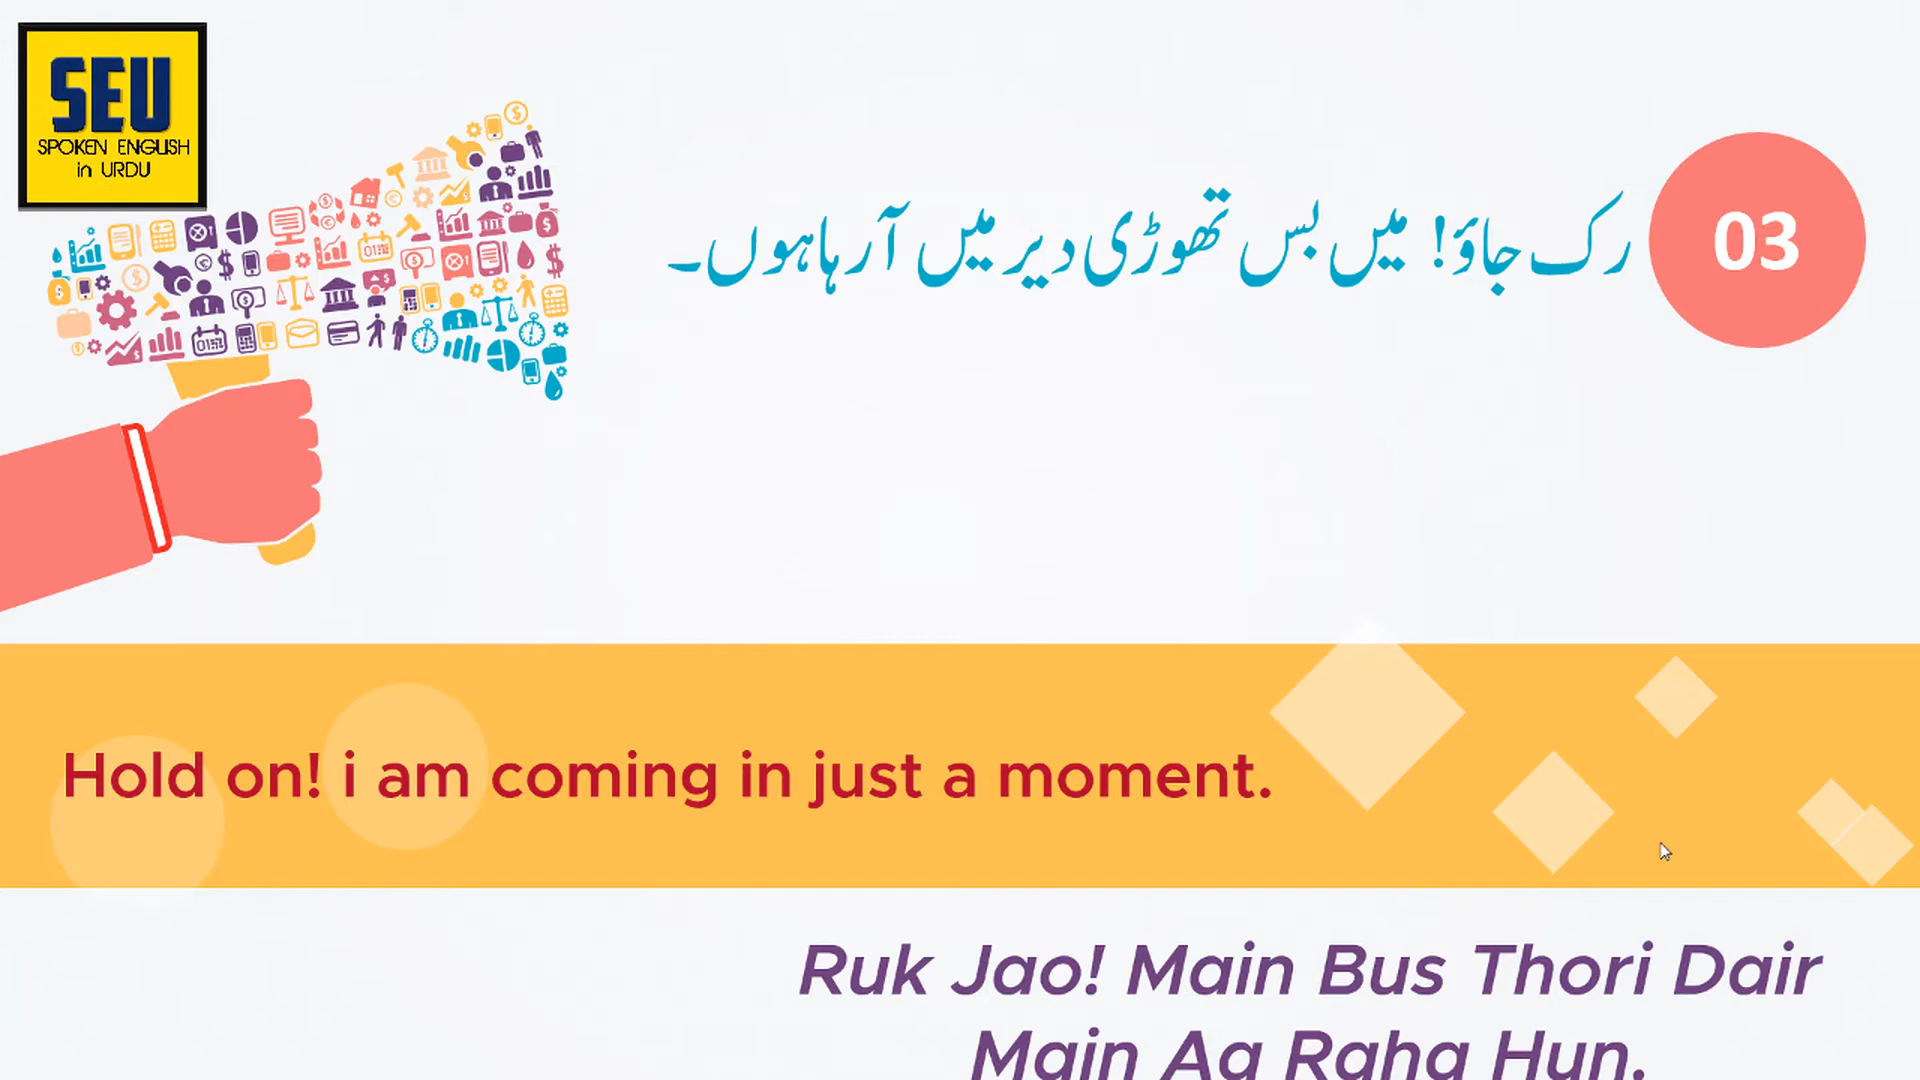 SEU
SPOKEN ENGLISH
in URDU
03
رک جاؤ! میں بس تھوڑی دیر میں آ رہا ہوں۔
Hold on! i am coming in just a moment.
Ruk Jao! Main Bus Thori Dair
Main Aa Raha Hun.